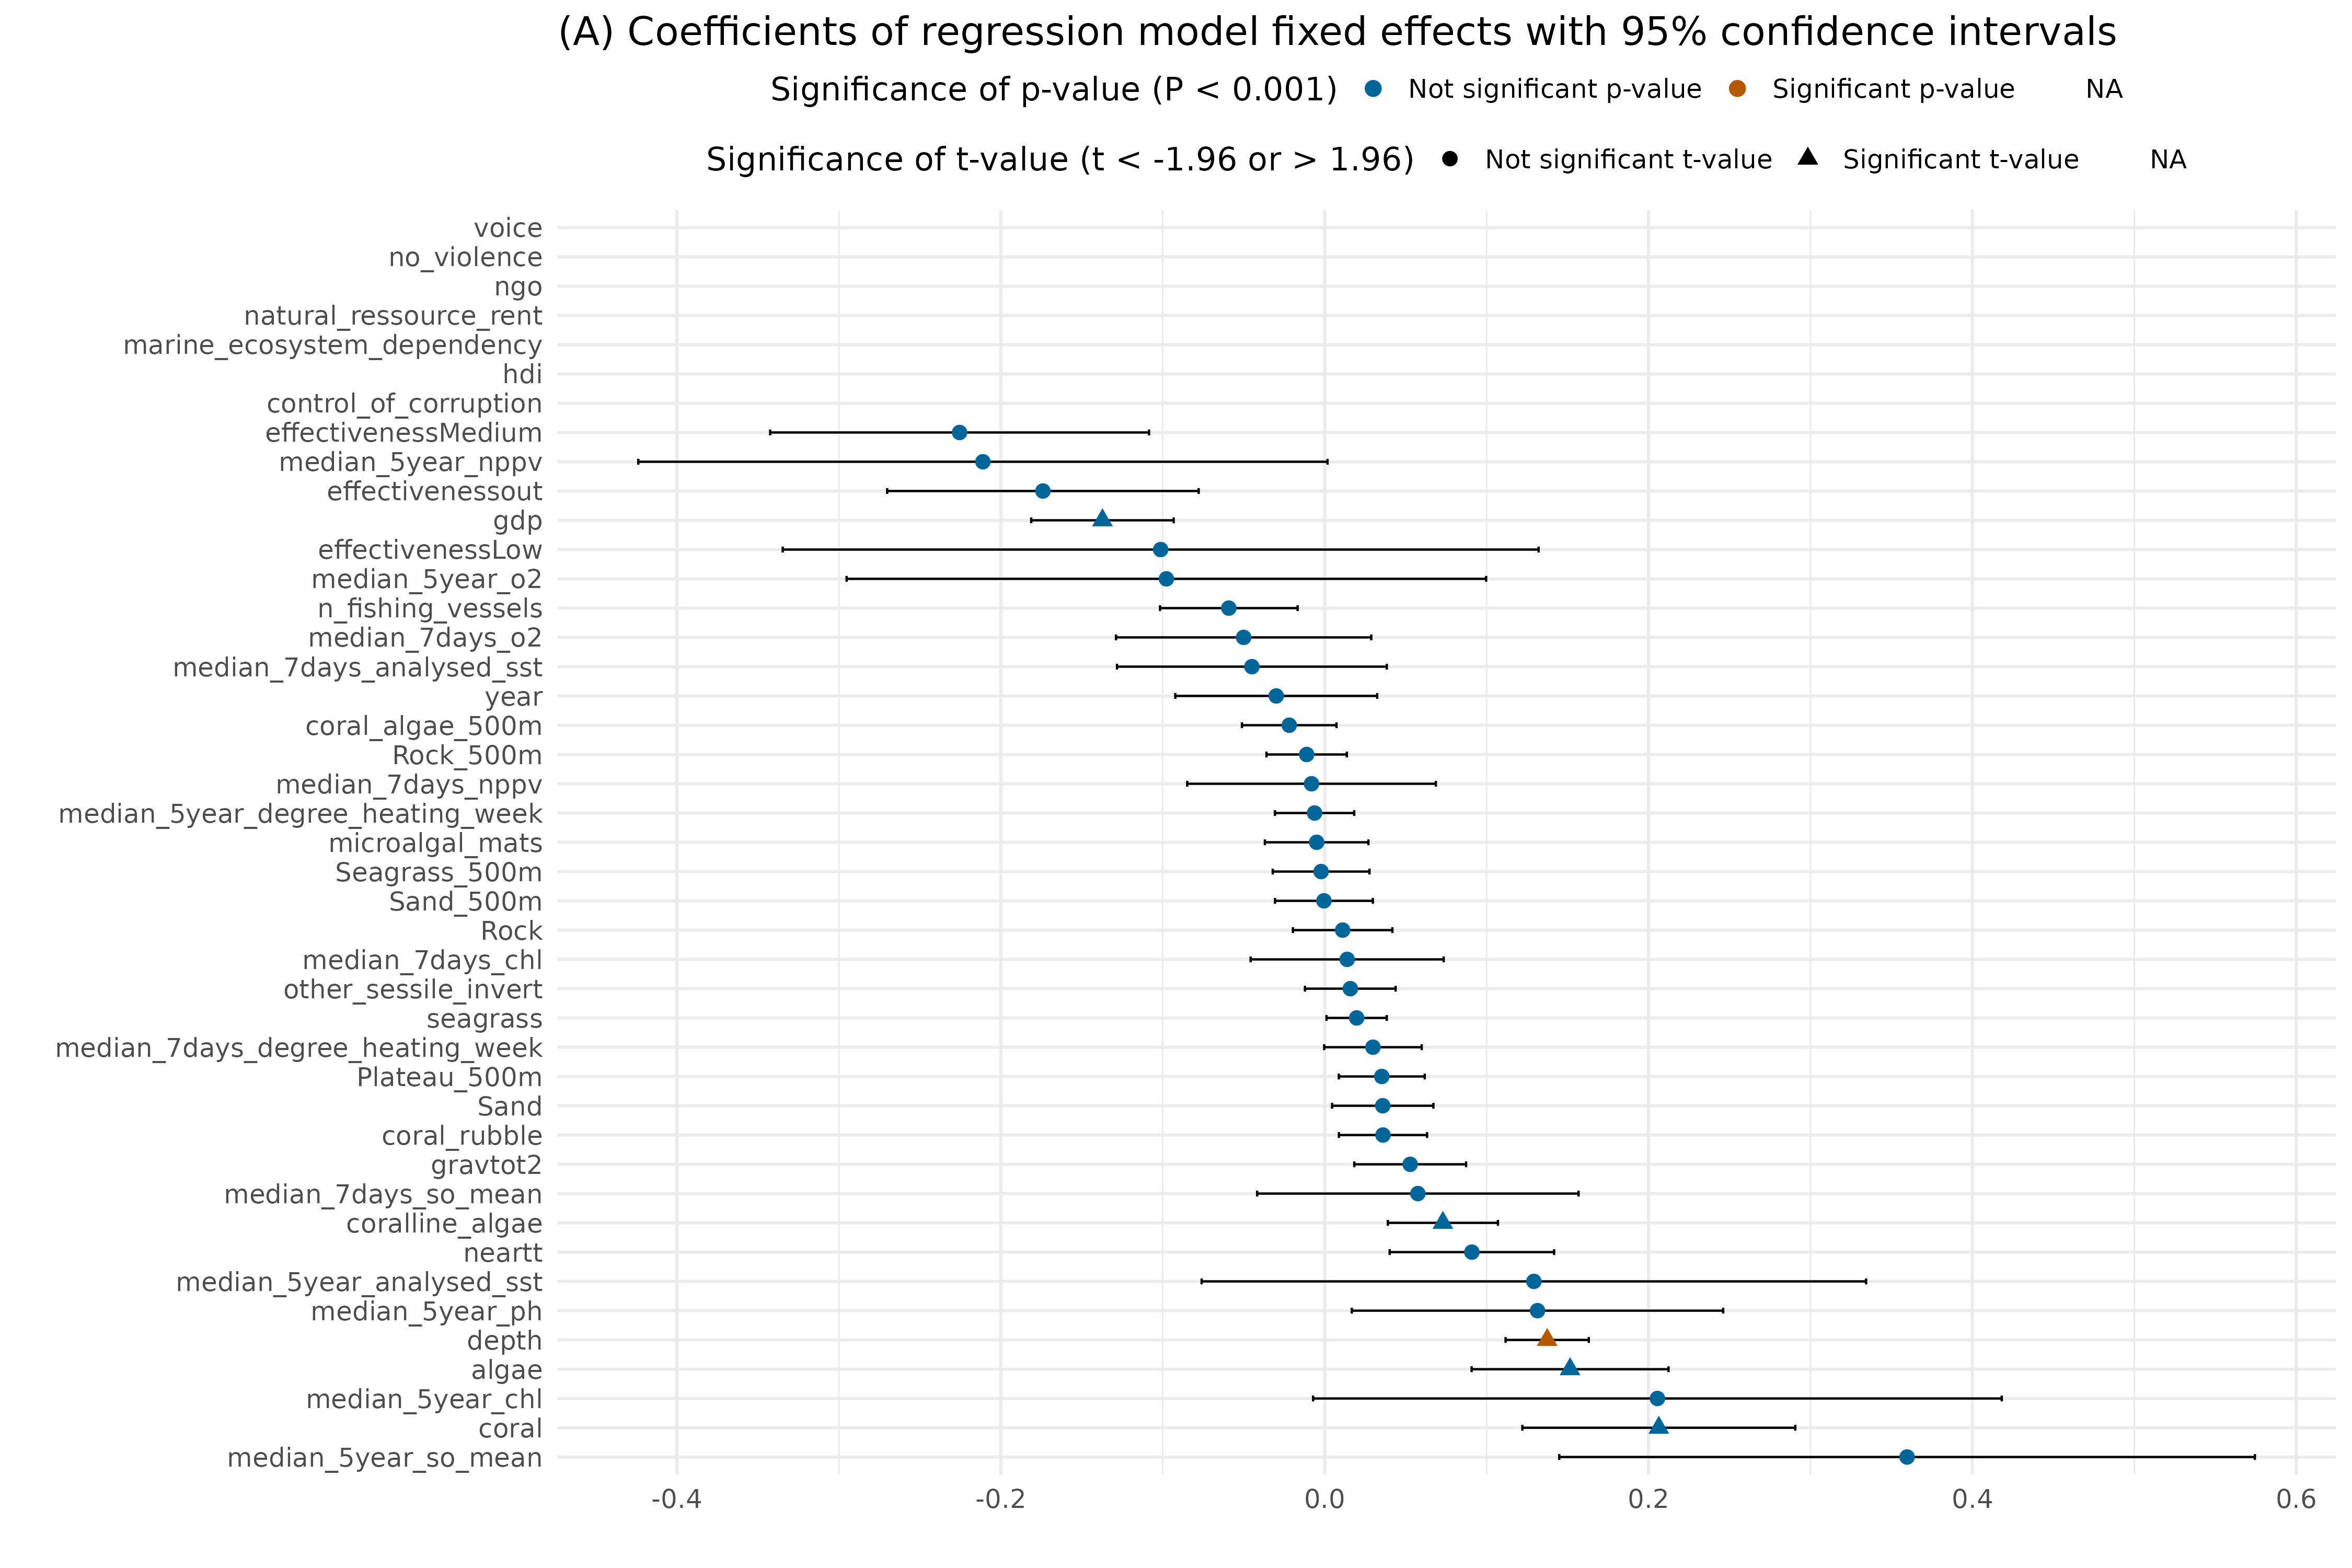 (A) Coefficients of regression model fixed effects with 95% confidence intervals
Significance of p-value (P < 0.001) Not significant p-value Significant p-value NA
Significance of t-value (t < -1.96 or > 1.96) Not significant t-value Significant t-value NA
voice
no_violence
ngo
natural_ressource_rent
marine_ecosystem_dependency
hdi
control_of_corruption
effectivenessMedium
median_5year_nppv
effectivenessout
gdp
effectivenessLow
median_5year_o2
n_fishing_vessels
median_7days_o2
median_7days_analysed_sst
year
coral_algae_500m
Rock_500m
median_7days_nppv
median_5year_degree_heating_week
microalgal_mats
Seagrass_500m
Sand_500m
Rock
median_7days_chl
other_sessile_invert
seagrass
median_7days_degree_heating_week
Plateau_500m
Sand
coral_rubble
gravtot2
median_7days_so_mean
coralline_algae
neartt
median_5year_analysed_sst
median_5year_ph
depth
algae
median_5year_chl
coral
median_5year_so_mean
-0.4 -0.2 0.0 0.2 0.4 0.6